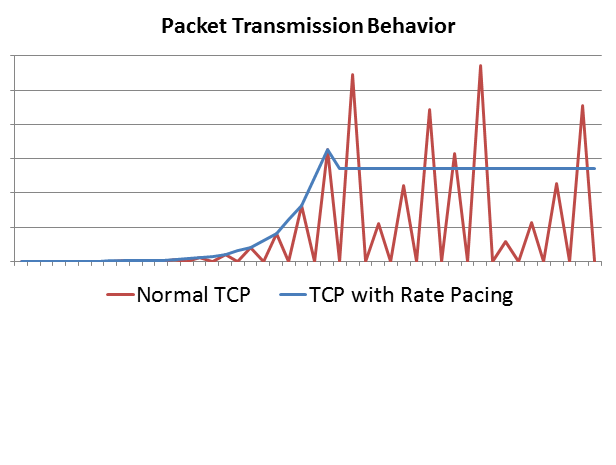 Packet Transmission Behavior
Normal TCP
TCP with Rate Pacing